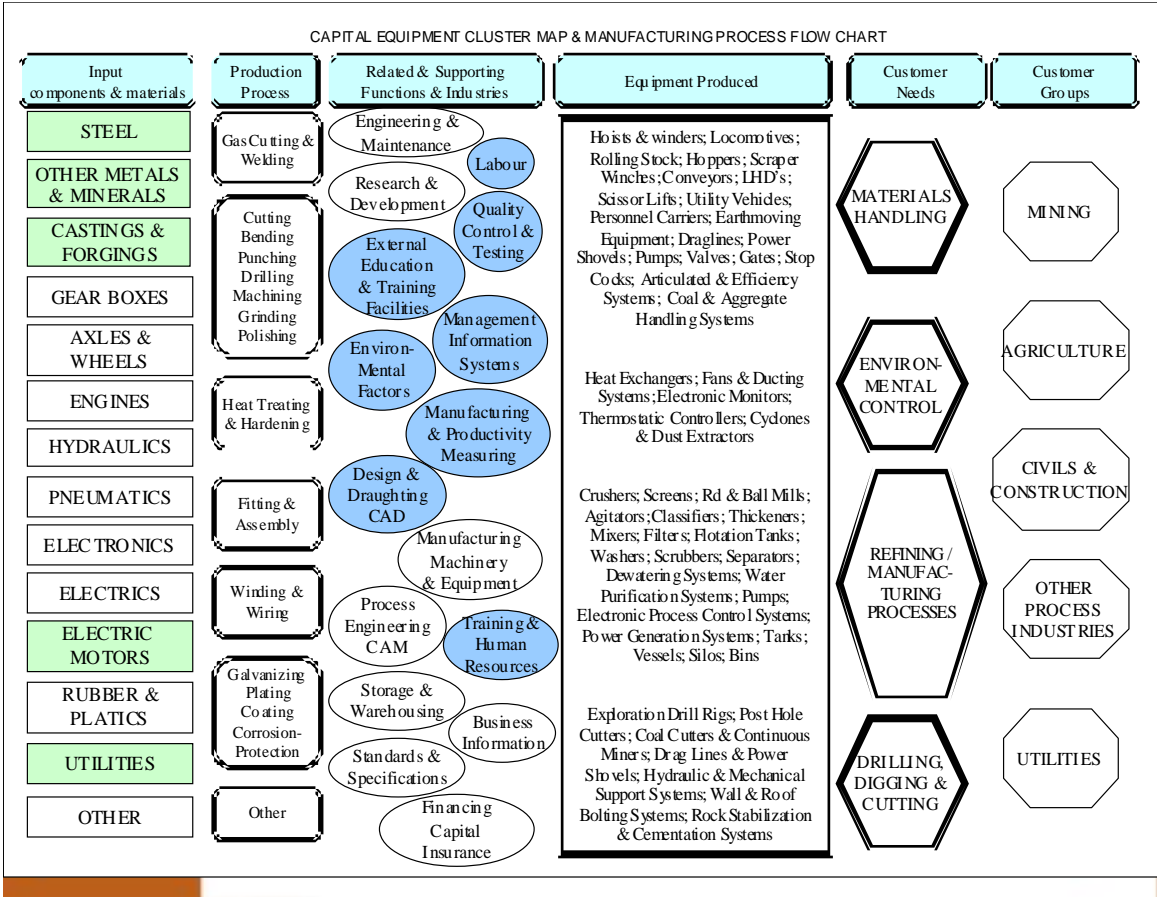 CAPITAL EQUIPMENT CLUSTER MAP & MANUFACTURING PROCESS FLOW CHART
Input
components & materials
Production
Process
Related & Supporting
Functions & Industries
Equipment Produced
Customer
Needs
Customer
Groups
STEEL
OTHER METALS
& MINERALS
CASTINGS &
FORGINGS
GEAR BOXES
AXLES &
WHEELS
ENGINES
HYDRAULICS
PNEUMATICS
ELECTRONICS
ELECTRICS
ELECTRIC
MOTORS
RUBBER &
PLATICS
UTILITIES
OTHER
Gas Cutting &
Welding
Cutting
Bending
Punching
Drilling
Machining
Grinding
Polishing
Heat Treating
& Hardening
Fitting &
Assembly
Winding &
Wiring
Galvanizing
Plating
Coating
Corrosion-
Protection
Other
Engineering &
Maintenance
Labour
Research &
Development
Quality
Control &
Testing
External
Education
& Training
Facilities
Management
Information
Systems
Environ-
Mental
Factors
Manufacturing
& Productivity
Measuring
Design &
Draughting
CAD
Manufacturing
Machinery
& Equipment
Process
Engineering
CAM
Training &
Human
Resources
Storage &
Warehousing
Business
Information
Standards &
Specifications
Financing
Capital
Insurance
Hoists & winders; Locomotives;
Rolling Stock; Hoppers; Scraper
Winches; Conveyors; LHD's;
Scissor Lifts; Utility Vehicles;
Personnel Carriers; Earthmoving
Equipment; Draglines; Power
Shovels; Pumps; Valves; Gates; Stop
Cocks; Articulated & Efficiency
Systems; Coal & Aggregate
Handling Systems
Heat Exchangers; Fans & Ducting
Systems; Electronic Monitors;
Thermostatic Controllers; Cyclones
& Dust Extractors
Crushers; Screens; Rd & Ball Mills;
Agitators; Classifiers; Thickeners;
Mixers; Filters; Flotation Tanks;
Washers; Scrubbers; Separators;
Dewatering Systems; Water
Purification Systems; Pumps;
Electronic Process Control Systems;
Power Generation Systems; Tanks;
Vessels; Silos; Bins
Exploration Drill Rigs; Post Hole
Cutters; Coal Cutters & Continuous
Miners; Drag Lines & Power
Shovels; Hydraulic & Mechanical
Support Systems; Wall & Roof
Bolting Systems; Rock Stabilization
& Cementation Systems
MATERIALS
HANDLING
ENVIRON-
MENTAL
CONTROL
REFINING /
MANUFAC-
TURING
PROCESSES
DRILLING,
DIGGING &
CUTTING
MINING
AGRICULTURE
CIVILS &
CONSTRUCTION
OTHER
PROCESS
INDUSTRIES
UTILITIES